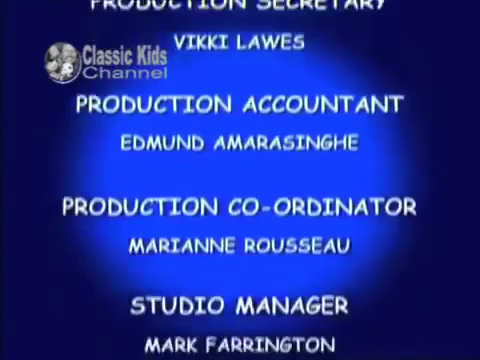 PRODUCTION SECRETARY
VIKKI LAWES
Classic Kids
Channel
PRODUCTION ACCOUNTANT
EDMUND AMARASINGHE
PRODUCTION CO-ORDINATOR
MARIANNE ROUSSEAU
STUDIO MANAGER
MARK FARRINGTON